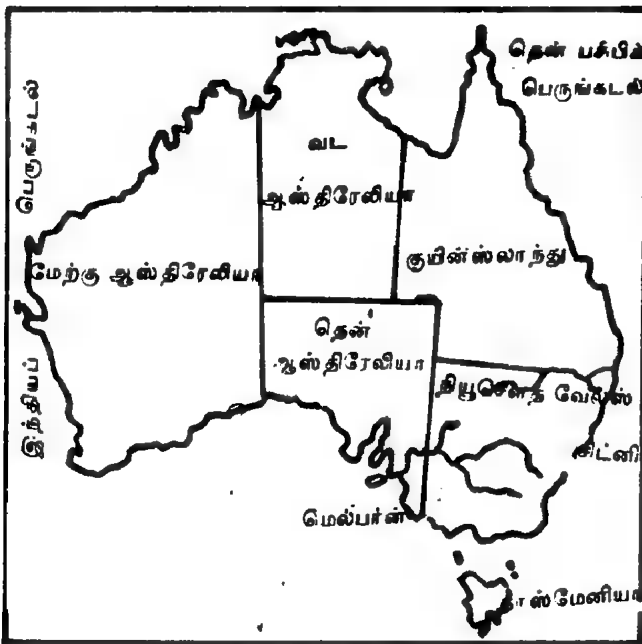 தென் பசிபிக்
பெருங்கடல்
இந்தியப் பெருங்கடல்
வட
ஆஸ்திரேலியா
மேற்கு ஆஸ்திரேலியா
குயின்ஸ்லாந்து
தென்
ஆஸ்திரேலியா
நியூசௌத் வேல்ஸ்
சிட்னி
மெல்பர்ன்
தாஸ்மேனியா